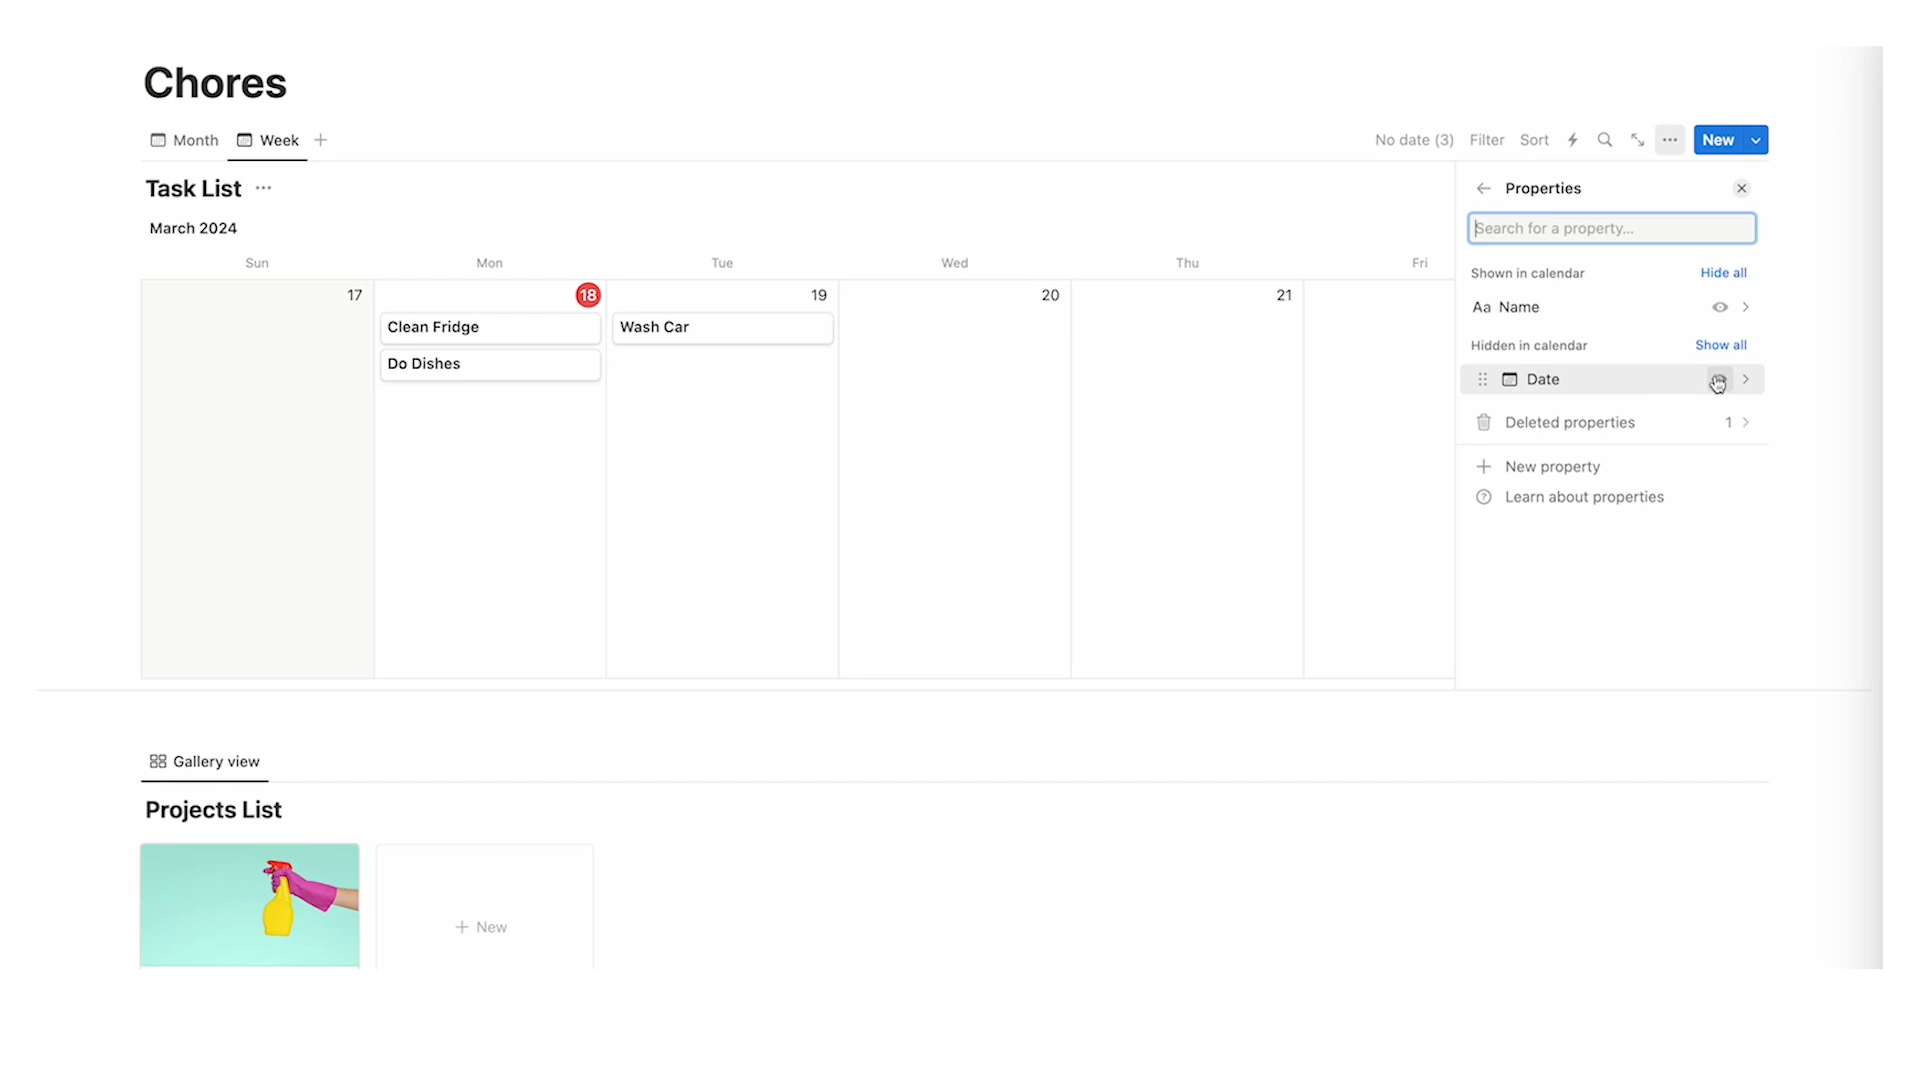 Chores
Month Week
No date (3) Filter Sort New
Task List
March 2024
Sun Mon Tue Wed Thu Fri
17 18 19 20 21
Clean Fridge Wash Car
Do Dishes
Properties
Search for a property...
Shown in calendar Hide all
Aa Name
Hidden in calendar Show all
Date
Deleted properties 1
New property
Learn about properties
Gallery view
Projects List
New